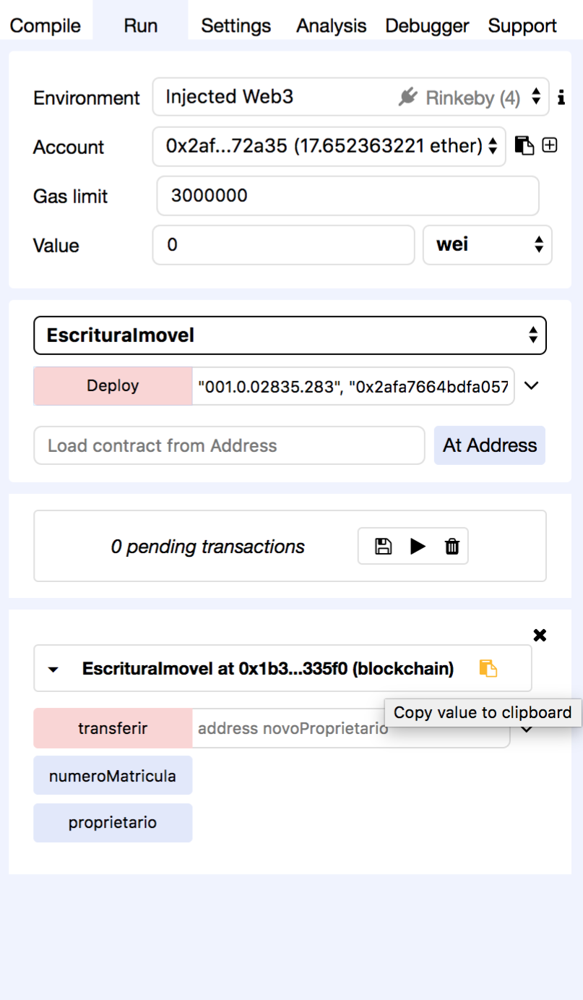 Compile Run Settings Analysis Debugger Support
Environment Injected Web3 Rinkeby (4)
Account 0x2af...72a35 (17.652363221 ether)
Gas limit 3000000
Value 0 wei
EscrituraImovel
Deploy "001.0.02835.283", "0x2afa7664bdfa057
Load contract from Address At Address
0 pending transactions
EscrituraImovel at 0x1b3...335f0 (blockchain)
Copy value to clipboard
transferir address novoProprietario
numeroMatricula
proprietario